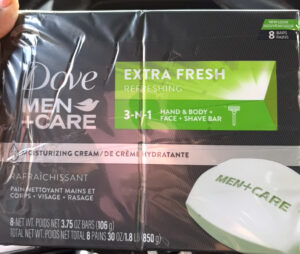 8 BARS
PAINS
Dove
MEN
+CARE
EXTRA FRESH
REFRESHING
3-IN-1
HAND & BODY +
FACE + SHAVE BAR
MOISTURIZING CREAM/DE CRÈME HYDRATANTE
RAFRAÎCHISSANT
PAIN NETTOYANT MAINS ET
CORPS + VISAGE + RASAGE
MEN+CARE
8-NET WT. POIDS NET 3.75 OZ BARS (106 g)
TOTAL NET WT. POIDS NET TOTAL 8 PAINS 30 OZ/1.8 LB (850 g)